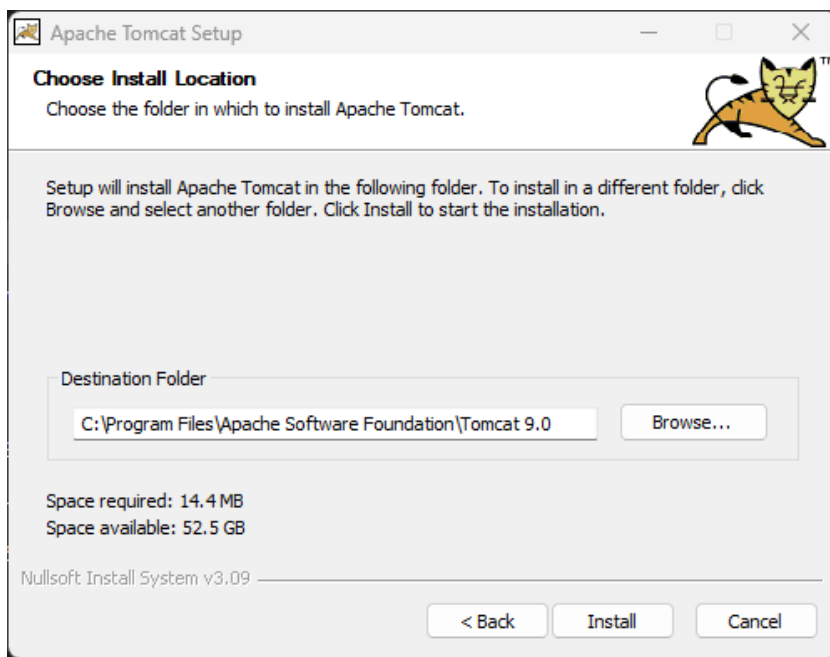 Apache Tomcat Setup
Choose Install Location
Choose the folder in which to install Apache Tomcat.
TM
Setup will install Apache Tomcat in the following folder. To install in a different folder, click
Browse and select another folder. Click Install to start the installation.
Destination Folder
C:\Program Files\Apache Software Foundation\Tomcat 9.0
Browse...
Space required: 14.4 MB
Space available: 52.5 GB
Nullsoft Install System v3.09
< Back
Install
Cancel